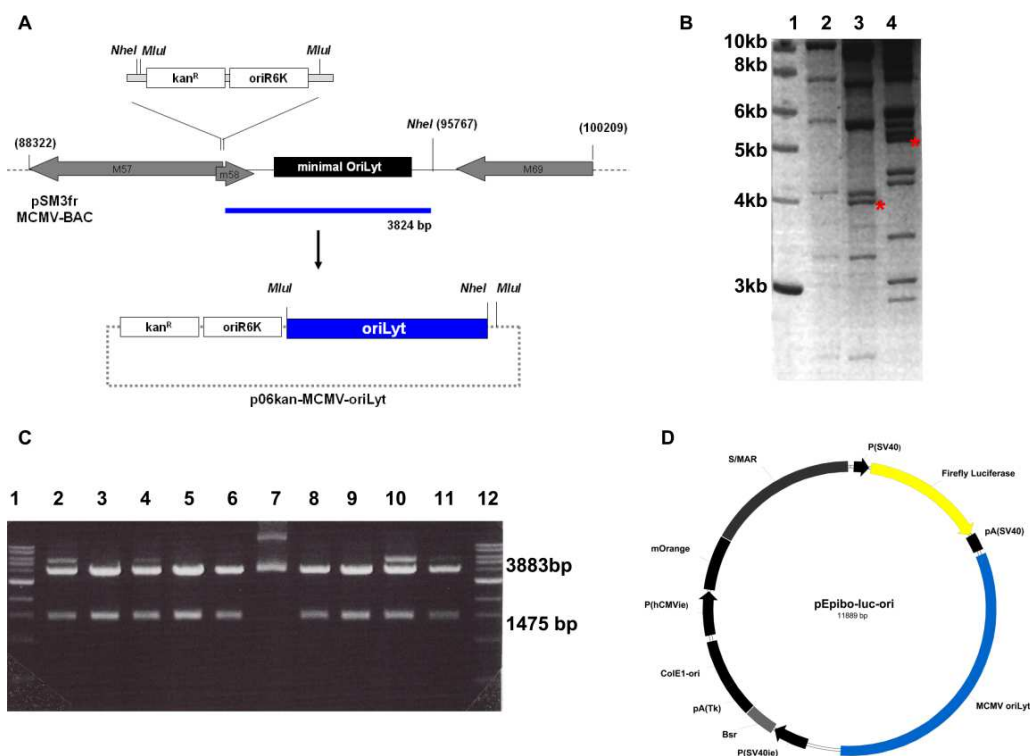 A
NheI MluI MluI
kanᴿ oriR6K
(88322) NheI (95767) (100209)
M57 m58 minimal OriLyt M69
pSM3fr
MCMV-BAC
3824 bp
MluI NheI MluI
kanᴿ oriR6K oriLyt
p06kan-MCMV-oriLyt
B 1 2 3 4
10kb
8kb
6kb
5kb
*
4kb
*
3kb
C
1 2 3 4 5 6 7 8 9 10 11 12
3883bp
1475 bp
D
P(SV40)
S/MAR
Firefly Luciferase
pA(SV40)
mOrange
P(hCMVie)
pEpibo-luc-ori
11889 bp
ColE1-ori
MCMV oriLyt
pA(Tk)
Bsr
P(SV40ie)